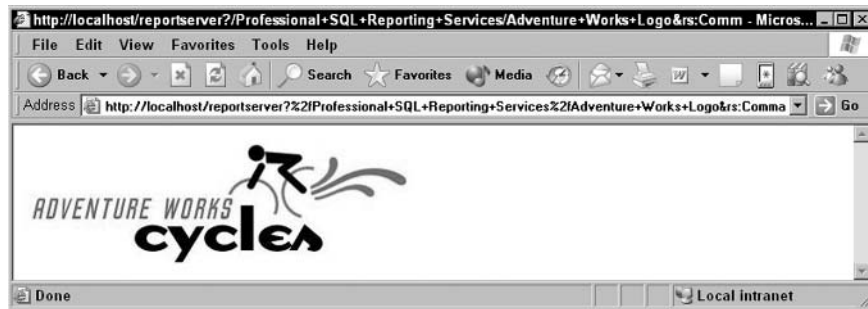 http://localhost/reportserver?/Professional+SQL+Reporting+Services/Adventure+Works+Logo&rs:Comm - Micros...
File Edit View Favorites Tools Help
Back Search Favorites Media
Address http://localhost/reportserver?%2fProfessional+SQL+Reporting+Services%2fAdventure+Works+Logo&rs:Comma Go
ADVENTURE WORKS
cycles
Done Local intranet